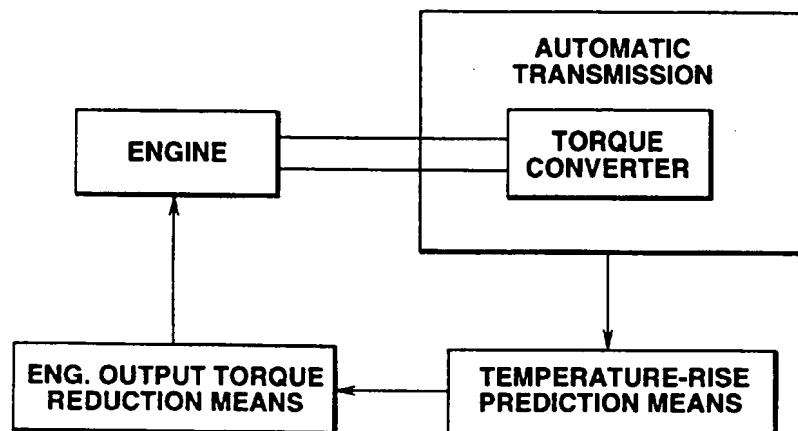 AUTOMATIC
TRANSMISSION
ENGINE
TORQUE
CONVERTER
ENG. OUTPUT TORQUE
REDUCTION MEANS
TEMPERATURE-RISE
PREDICTION MEANS